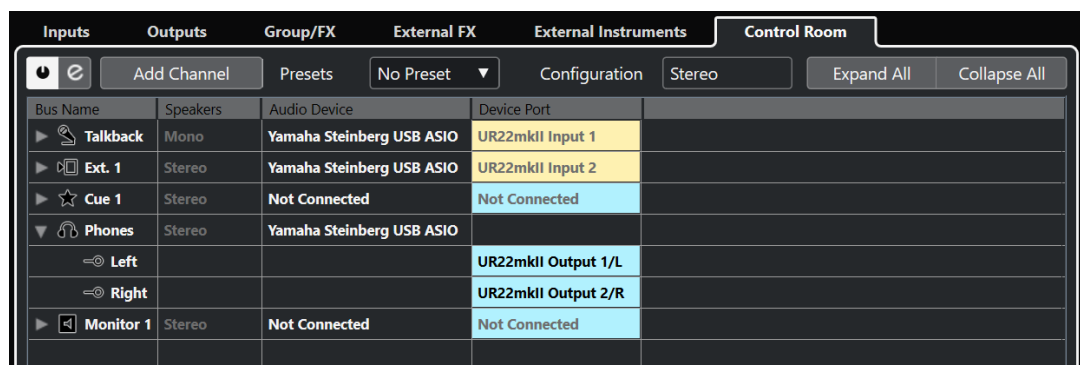 Inputs Outputs Group/FX External FX External Instruments Control Room
Add Channel Presets No Preset Configuration Stereo Expand All Collapse All
Bus Name Speakers Audio Device Device Port
Talkback Mono Yamaha Steinberg USB ASIO UR22mkII Input 1
Ext. 1 Stereo Yamaha Steinberg USB ASIO UR22mkII Input 2
Cue 1 Stereo Not Connected Not Connected
Phones Stereo Yamaha Steinberg USB ASIO
Left UR22mkII Output 1/L
Right UR22mkII Output 2/R
Monitor 1 Stereo Not Connected Not Connected